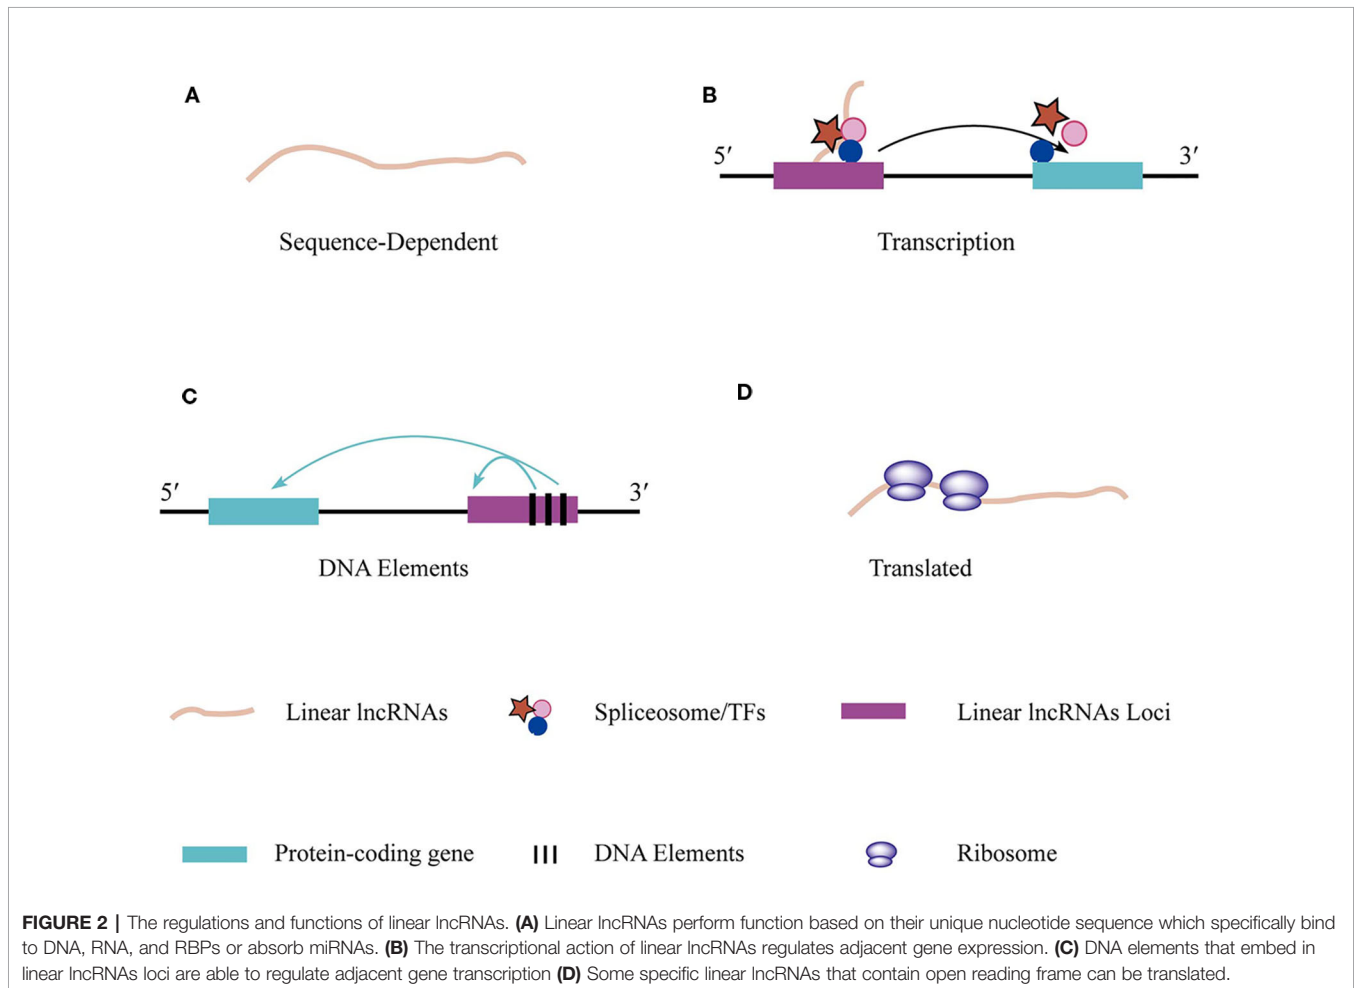 A
B
5′
3′
Sequence-Dependent
Transcription
C
D
5′
3′
DNA Elements
Translated
Linear lncRNAs
Spliceosome/TFs
Linear lncRNAs Loci
Protein-coding gene
DNA Elements
Ribosome
FIGURE 2 | The regulations and functions of linear lncRNAs. (A) Linear lncRNAs perform function based on their unique nucleotide sequence which specifically bind
to DNA, RNA, and RBPs or absorb miRNAs. (B) The transcriptional action of linear lncRNAs regulates adjacent gene expression. (C) DNA elements that embed in
linear lncRNAs loci are able to regulate adjacent gene transcription (D) Some specific linear lncRNAs that contain open reading frame can be translated.